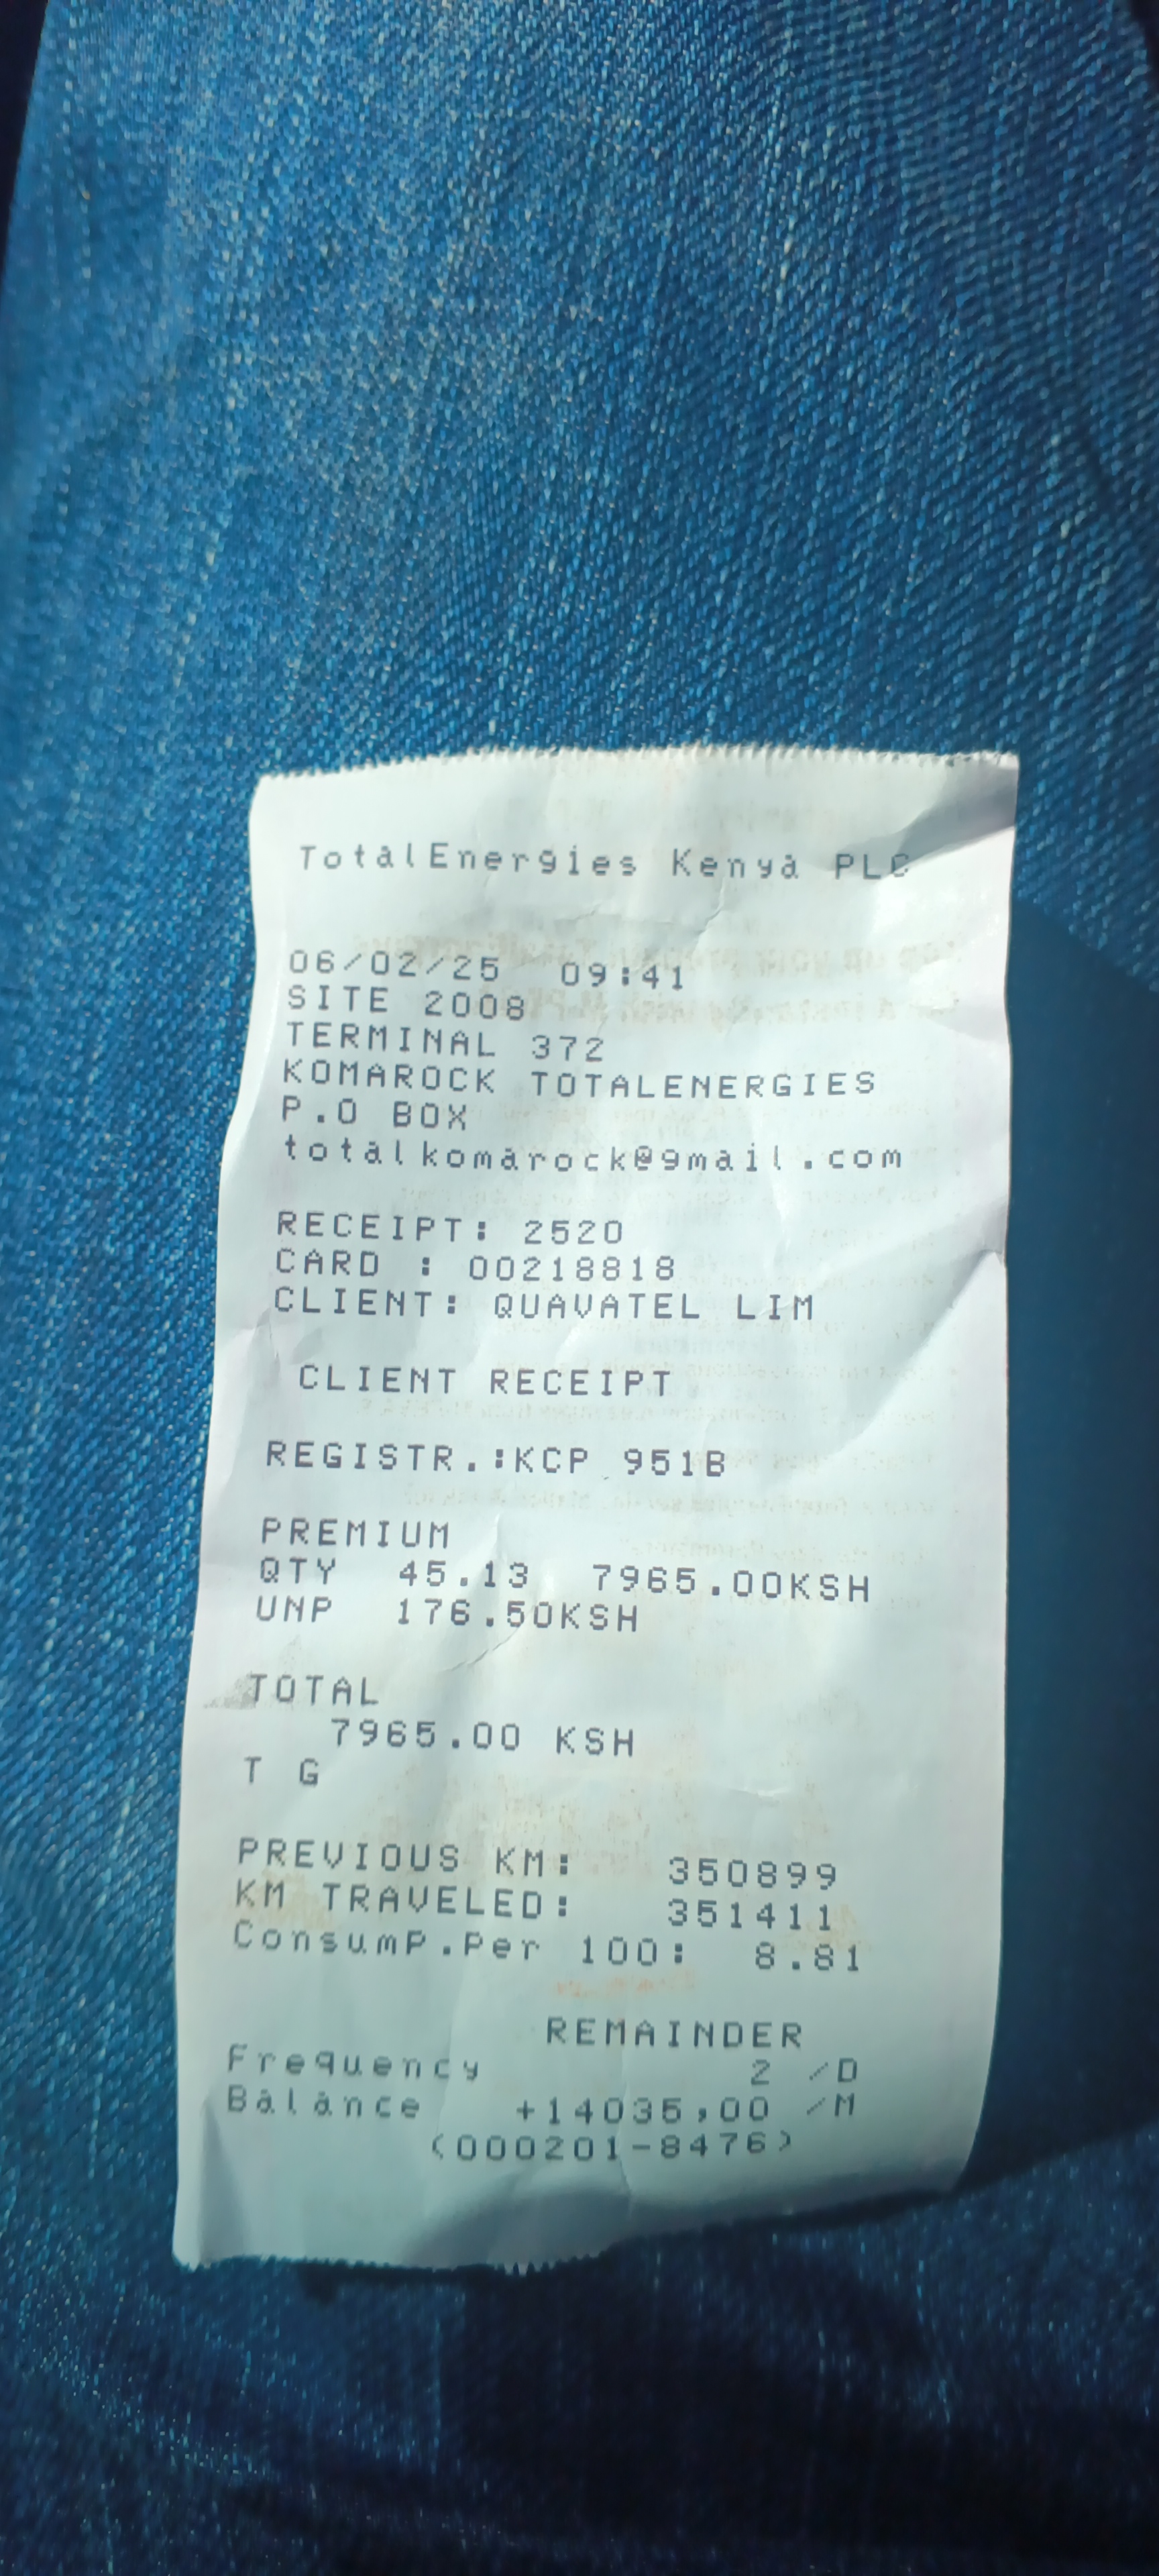 TotalEnergies Kenya PLC
06/02/25 09:41
SITE 2008
TERMINAL 372
KOMAROCK TOTALENERGIES
P.O BOX
totalkomarock@gmail.com
RECEIPT: 2520
CARD : 00218818
CLIENT: QUAVATEL LIM
CLIENT RECEIPT
REGISTR.:KCP 951B
PREMIUM
QTY 45.13 7965.00KSH
UNP 176.50KSH
TOTAL
7965.00 KSH
T G
PREVIOUS KM: 350899
KM TRAVELED: 351411
Consump.Per 100: 8.81
REMAINDER
Frequency 2 /D
Balance +14035,00 /M
(000201-8476)